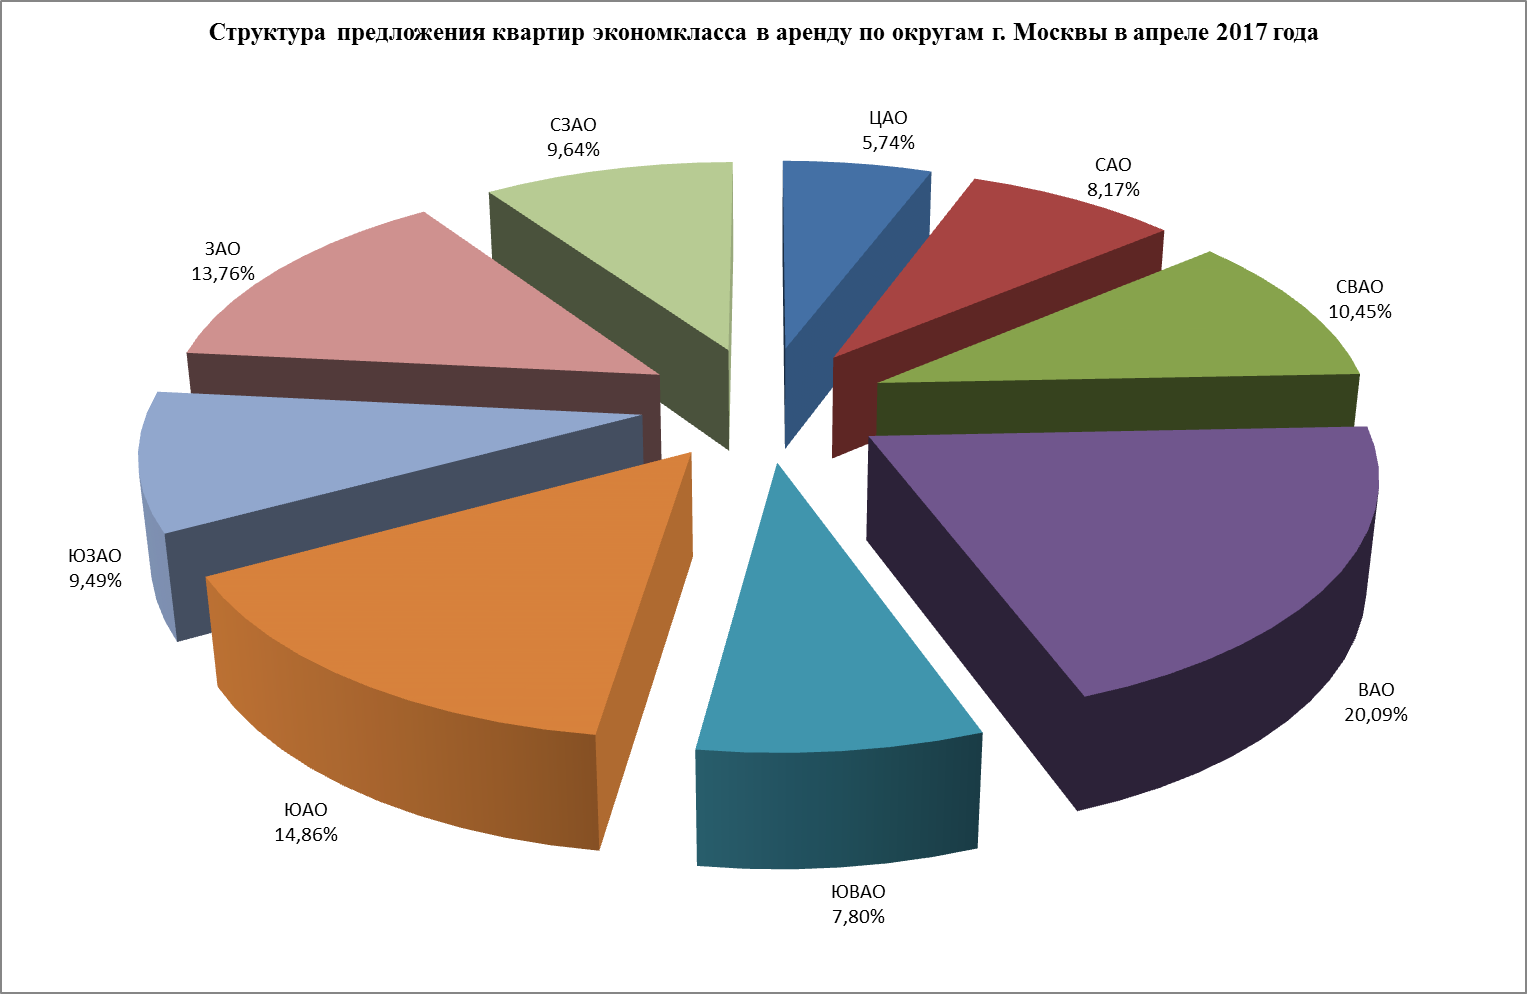 Структура предложения квартир экономкласса в аренду по округам г. Москвы в апреле 2017 года
ЦАО
5,74%
САО
8,17%
СВАО
10,45%
ВАО
20,09%
ЮВАО
7,80%
ЮАО
14,86%
ЮЗАО
9,49%
ЗАО
13,76%
СЗАО
9,64%